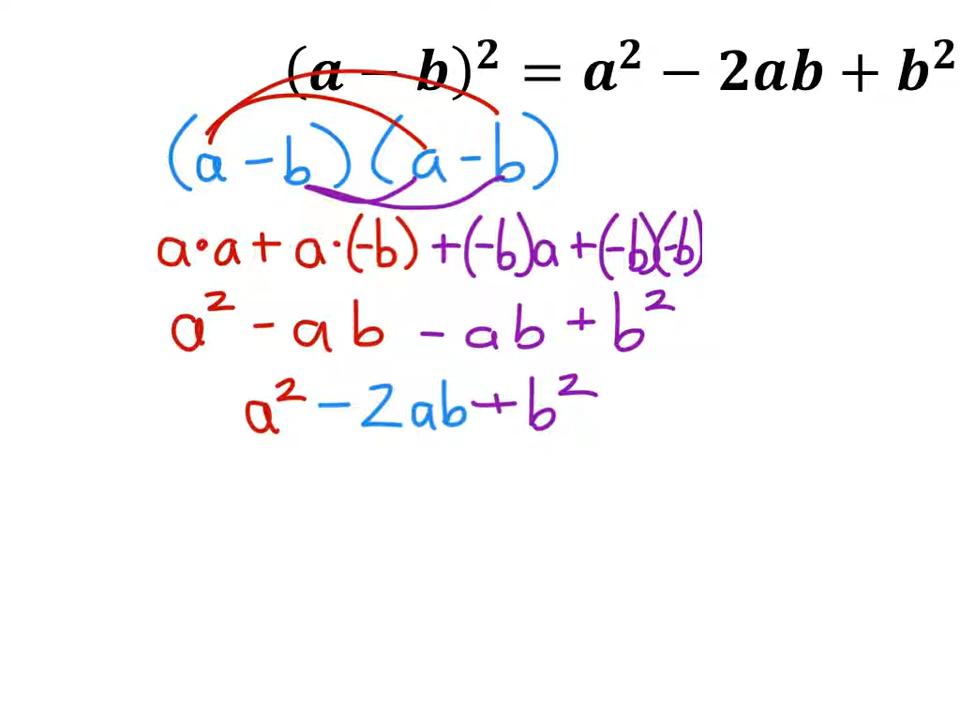 (a − b)² = a² − 2ab + b²
(a - b) (a - b)
a · a + a · (-b) + (-b)a + (-b)(-b)
a² - ab - ab + b²
a² - 2ab + b²